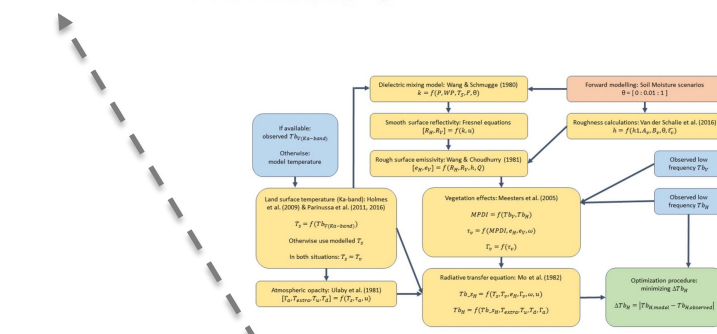 Dielectric mixing model: Wang & Schmugge (1980)
k = f(P, WP, T_s, F, θ)
Forward modelling: Soil Moisture scenarios
θ = [ 0 : 0.01 : 1 ]
If available:
observed Tb_V(Ka−band)
Otherwise:
model temperature
Smooth surface reflectivity: Fresnel equations
[R_H, R_V] = f(k, u)
Roughness calculations: Van der Schalie et al. (2016)
Rough surface emissivity: Wang & Choudhurry (1981)
[e_H, e_V] = f(R_H, R_V, h, Q)
Observed low
frequency Tb_V
Observed low
frequency Tb_H
Land surface temperature (Ka-band): Holmes
et al. (2009) & Parinussa et al. (2011, 2016)
T_s = f(Tb_V(Ka−band))
Otherwise use modelled T_s
In both situations: T_s = T_v
Vegetation effects: Meesters et al. (2005)
MPDI = f(Tb_V, Tb_H)
τ_v = f(MPDI, e_H, e_V, ω)
Γ_v = f(τ_v)
Atmospheric opacity: Ulaby et al. (1981)
[Γ_a, T_extra, T_u, T_d] = f(T_s, τ_a, u)
Radiative transfer equation: Mo et al. (1982)
Tb_sH = f(T_s, T_v, e_H, Γ_v, ω, u)
Tb_H = f(Tb_sH, T_extra, T_u, T_d, Γ_a)
Optimization procedure:
minimizing ΔTb_H
ΔTb_H = |Tb_H,model − Tb_H,observed|